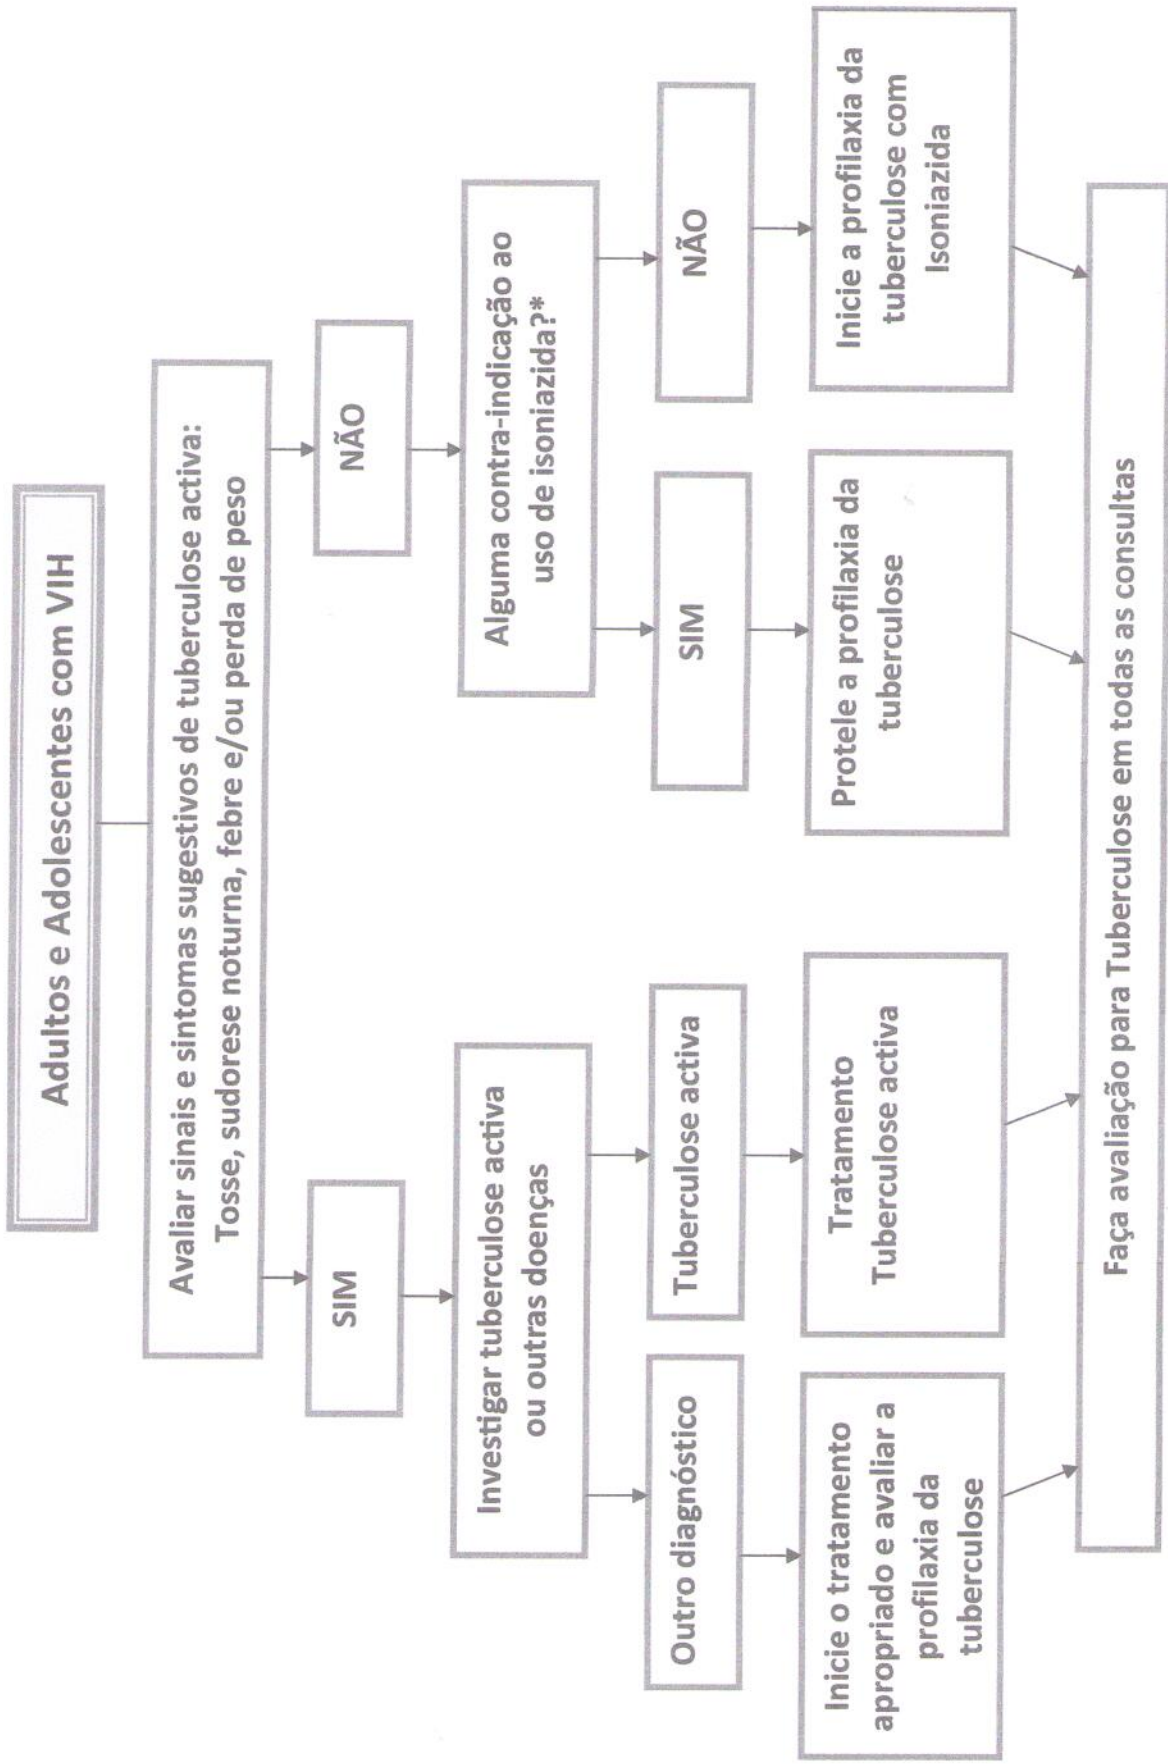 Adultos e Adolescentes com VIH
Avaliar sinais e sintomas sugestivos de tuberculose activa:
Tosse, sudorese noturna, febre e/ou perda de peso
SIM
NÃO
Investigar tuberculose activa
ou outras doenças
Alguma contra-indicação ao
uso de isoniazida?*
Outro diagnóstico
Tuberculose activa
SIM
NÃO
Inicie o tratamento
apropriado e avaliar a
profilaxia da
tuberculose
Tratamento
Tuberculose activa
Protele a profilaxia da
tuberculose
Inicie a profilaxia da
tuberculose com
Isoniazida
Faça avaliação para Tuberculose em todas as consultas